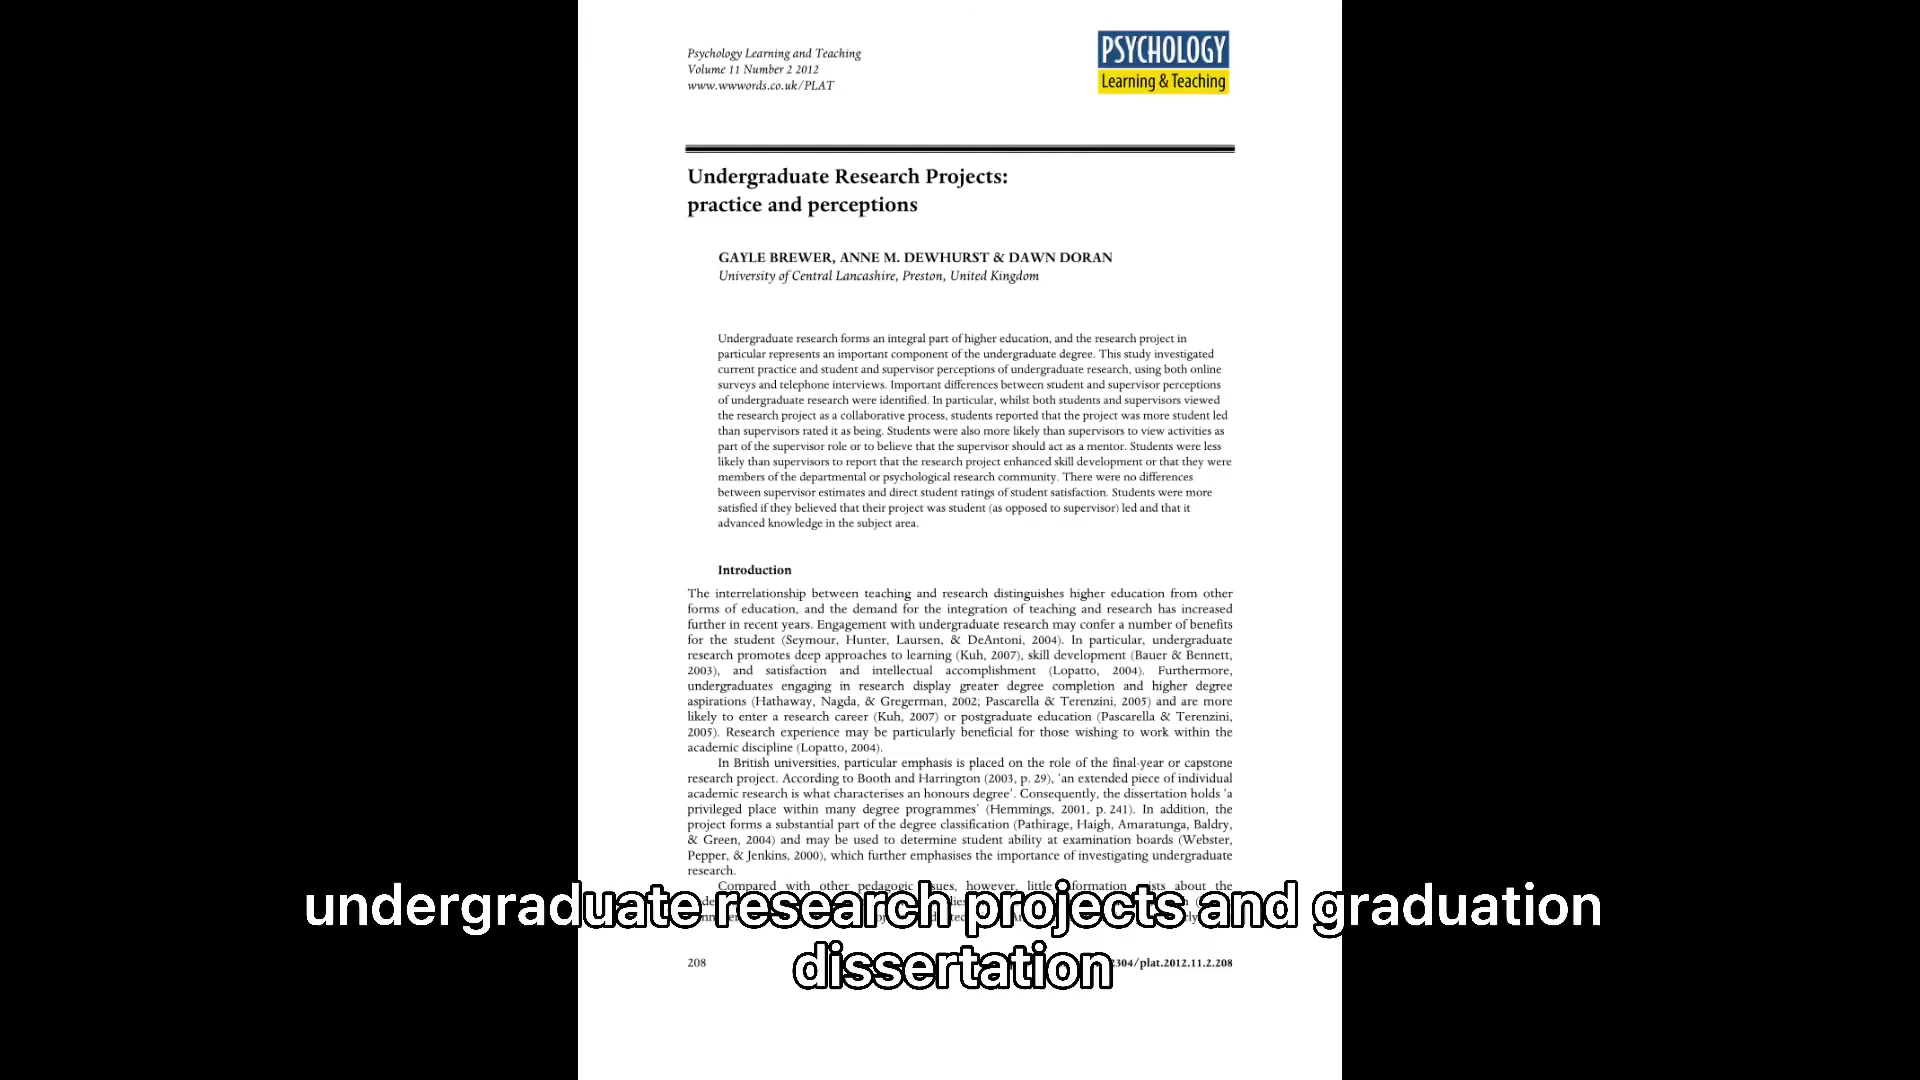 Psychology Learning and Teaching
Volume 11 Number 2 2012
www.wwwords.co.uk/PLAT
PSYCHOLOGY
Learning & Teaching
Undergraduate Research Projects:
practice and perceptions
GAYLE BREWER, ANNE M. DEWHURST & DAWN DORAN
University of Central Lancashire, Preston, United Kingdom
Undergraduate research forms an integral part of higher education, and the research project in
particular represents an important component of the undergraduate degree. This study investigated
current practice and student and supervisor perceptions of undergraduate research, using both online
surveys and telephone interviews. Important differences between student and supervisor perceptions
of undergraduate research were identified. In particular, whilst both students and supervisors viewed
the research project as a collaborative process, students reported that the project was more student led
than supervisors rated it as being. Students were also more likely than supervisors to view activities as
part of the supervisor role or to believe that the supervisor should act as a mentor. Students were less
likely than supervisors to report that the research project enhanced skill development or that they were
members of the departmental or psychological research community. There were no differences
between supervisor estimates and direct student ratings of student satisfaction. Students were more
satisfied if they believed that their project was student (as opposed to supervisor) led and that it
advanced knowledge in the subject area.
Introduction
The interrelationship between teaching and research distinguishes higher education from other
forms of education, and the demand for the integration of teaching and research has increased
further in recent years. Engagement with undergraduate research may confer a number of benefits
for the student (Seymour, Hunter, Laursen, & DeAntoni, 2004). In particular, undergraduate
research promotes deep approaches to learning (Kuh, 2007), skill development (Bauer & Bennett,
2003), and satisfaction and intellectual accomplishment (Lopatto, 2004). Furthermore,
undergraduates engaging in research display greater degree completion and higher degree
aspirations (Hathaway, Nagda, & Gregerman, 2002; Pascarella & Terenzini, 2005) and are more
likely to enter a research career (Kuh, 2007) or postgraduate education (Pascarella & Terenzini,
2005). Research experience may be particularly beneficial for those wishing to work within the
academic discipline (Lopatto, 2004).
In British universities, particular emphasis is placed on the role of the final-year or capstone
research project. According to Booth and Harrington (2003, p. 29), 'an extended piece of individual
academic research is what characterises an honours degree'. Consequently, the dissertation holds 'a
privileged place within many degree programmes' (Hemmings, 2001, p. 241). In addition, the
project forms a substantial part of the degree classification (Pathirage, Haigh, Amaratunga, Baldry,
& Green, 2004) and may be used to determine student ability at examination boards (Webster,
Pepper, & Jenkins, 2000), which further emphasises the importance of investigating undergraduate
research.
Compared with other pedagogic however, little about the
undergraduate research projects and graduation
dissertation
208
2304/plat.2012.11.2.208